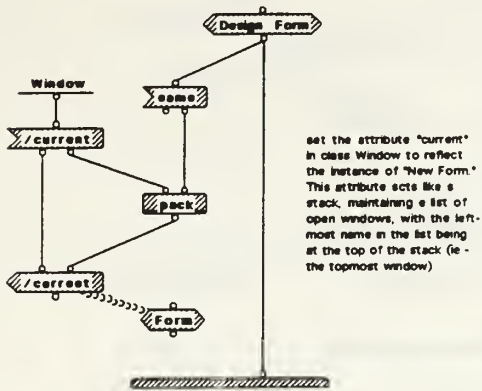 Design Form
Window
name
/current
set the attribute "current"
in class Window to reflect
the instance of "New Form."
This attribute acts like a
stack, maintaining a list of
open windows, with the left-
most name in the list being
at the top of the stack (ie -
the topmost window)
pack
/current
Form